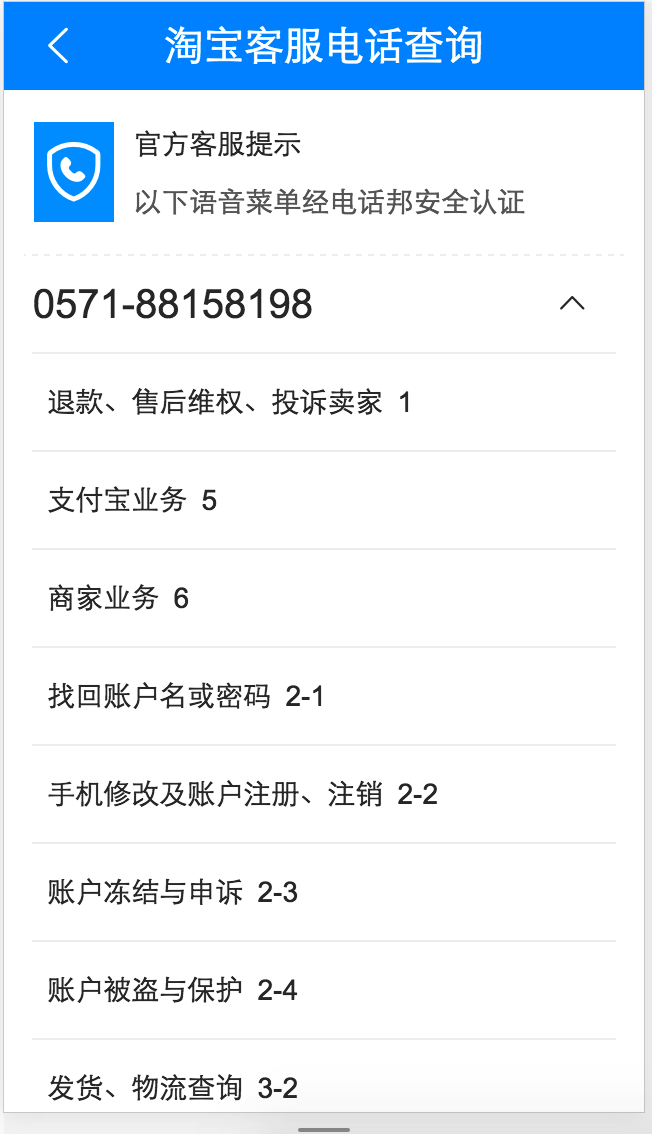 淘宝客服电话查询
官方客服提示
以下语音菜单经电话邦安全认证
0571-88158198
退款、售后维权、投诉卖家 1
支付宝业务 5
商家业务 6
找回账户名或密码 2-1
手机修改及账户注册、注销 2-2
账户冻结与申诉 2-3
账户被盗与保护 2-4
发货、物流查询 3-2